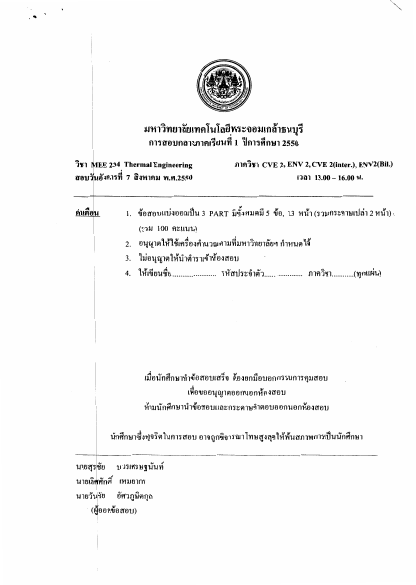 มหาวิทยาลัยเทคโนโลยีพระจอมเกล้าธนบุรี
การสอบกลางภาคเรียนที่ 1 ปีการศึกษา 2550
วิชา MEE 234 Thermal Engineering ภาควิชา CVE 2, ENV 2, CVE 2(inter.), ENV2(Bil.)
สอบวันอังคารที่ 7 สิงหาคม พ.ศ.2550 เวลา 13.00 - 16.00 น.
คำเตือน 1. ข้อสอบแบ่งออกเป็น 3 PART มีทั้งหมดมี 5 ข้อ, 13 หน้า (รวมกระดาษเปล่า 2 หน้า)
(รวม 100 คะแนน)
2. อนุญาตให้ใช้เครื่องคำนวณตามที่มหาวิทยาลัยฯ กำหนดได้
3. ไม่อนุญาตให้นำตำราเข้าห้องสอบ
4. ให้เขียนชื่อ..................... รหัสประจำตัว..... ........... ภาควิชา..........(ทุกแผ่น)
เมื่อนักศึกษาทำข้อสอบเสร็จ ต้องยกมือบอกกรรมการคุมสอบ
เพื่อขออนุญาตออกนอกห้องสอบ
ห้ามนักศึกษานำข้อสอบและกระดาษคำตอบออกนอกห้องสอบ
นักศึกษาซึ่งทุจริตในการสอบ อาจถูกพิจารณาโทษสูงสุดให้พ้นสภาพการเป็นนักศึกษา
นายสุรชัย บวรเศรษฐนันท์
นายเลิศศักดิ์ เหมยากร
นายวันชัย อัศวภูษิตกุล
(ผู้ออกข้อสอบ)